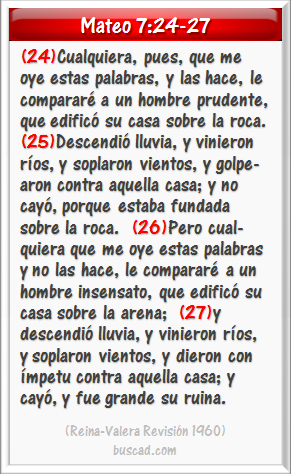 Mateo 7:24-27
(24)Cualquiera, pues, que me
oye estas palabras, y las hace, le
compararé a un hombre prudente,
que edificó su casa sobre la roca.
(25)Descendió lluvia, y vinieron
ríos, y soplaron vientos, y golpe-
aron contra aquella casa; y no
cayó, porque estaba fundada
sobre la roca. (26)Pero cual-
quiera que me oye estas palabras
y no las hace, le compararé a un
hombre insensato, que edificó su
casa sobre la arena; (27)y
descendió lluvia, y vinieron ríos,
y soplaron vientos, y dieron con
ímpetu contra aquella casa; y
cayó, y fue grande su ruina.
(Reina-Valera Revisión 1960)
buscad.com